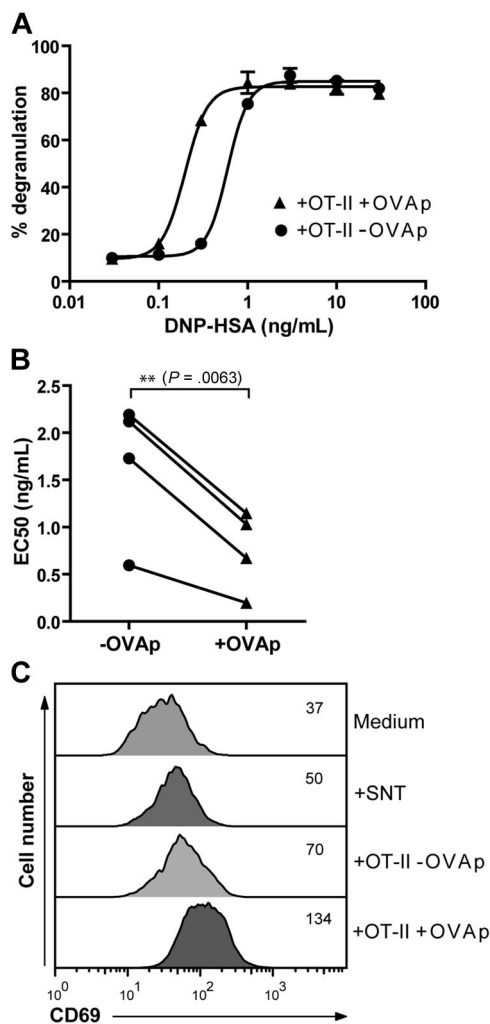 A
100
80
60
40
20
0
% degranulation
+OT-II +OVAp
+OT-II -OVAp
0.01 0.1 1 10 100
DNP-HSA (ng/mL)
B
** (P = .0063)
2.5
2.0
1.5
1.0
0.5
0.0
EC50 (ng/mL)
-OVAp +OVAp
C
Cell number
37 Medium
50 +SNT
70 +OT-II -OVAp
134 +OT-II +OVAp
10⁰ 10¹ 10² 10³
CD69